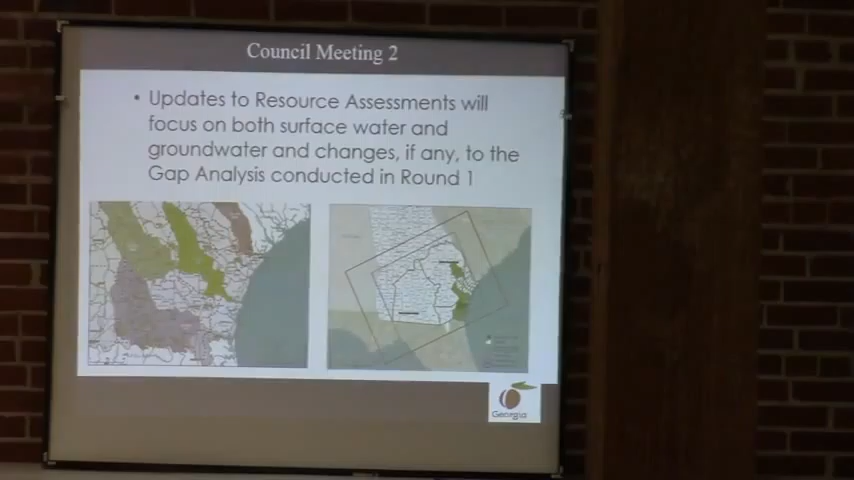 Council Meeting 2
• Updates to Resource Assessments will
focus on both surface water and
groundwater and changes, if any, to the
Gap Analysis conducted in Round 1
Georgia